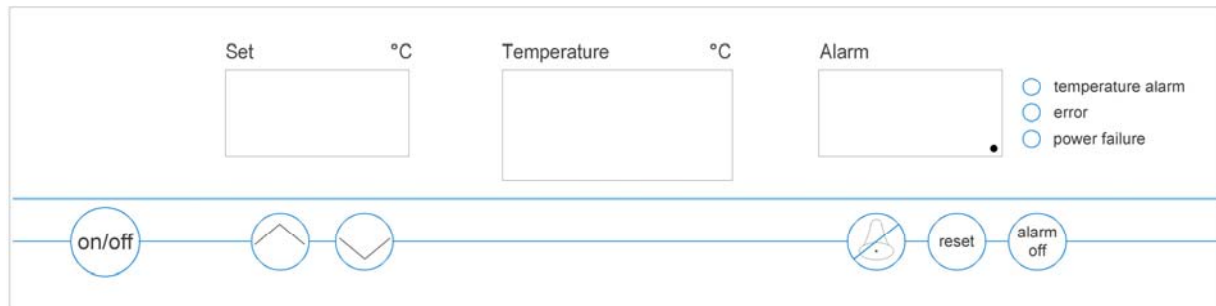 Set °C Temperature °C Alarm
temperature alarm
error
power failure
on/off
reset
alarm
off